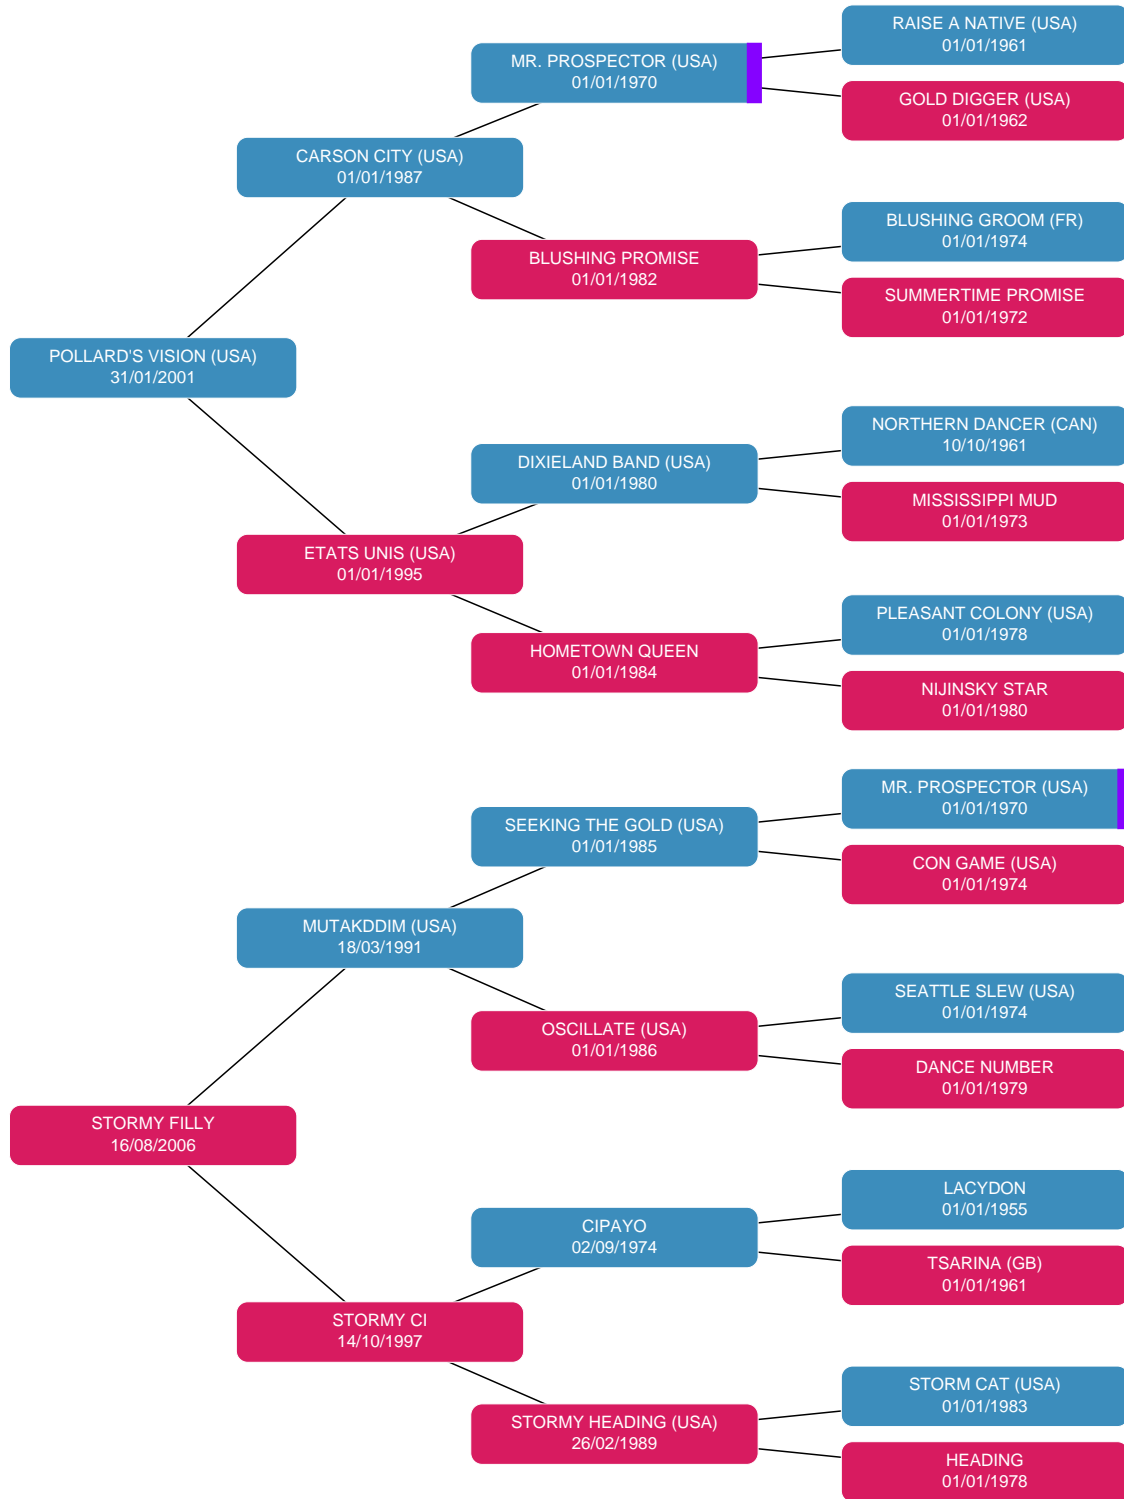 RAISE A NATIVE (USA)
01/01/1961
MR. PROSPECTOR (USA)
01/01/1970
GOLD DIGGER (USA)
01/01/1962
CARSON CITY (USA)
01/01/1987
BLUSHING GROOM (FR)
01/01/1974
BLUSHING PROMISE
01/01/1982
SUMMERTIME PROMISE
01/01/1972
POLLARD'S VISION (USA)
31/01/2001
NORTHERN DANCER (CAN)
10/10/1961
DIXIELAND BAND (USA)
01/01/1980
MISSISSIPPI MUD
01/01/1973
ETATS UNIS (USA)
01/01/1995
PLEASANT COLONY (USA)
01/01/1978
HOMETOWN QUEEN
01/01/1984
NIJINSKY STAR
01/01/1980
MR. PROSPECTOR (USA)
01/01/1970
SEEKING THE GOLD (USA)
01/01/1985
CON GAME (USA)
01/01/1974
MUTAKDDIM (USA)
18/03/1991
SEATTLE SLEW (USA)
01/01/1974
OSCILLATE (USA)
01/01/1986
DANCE NUMBER
01/01/1979
STORMY FILLY
16/08/2006
LACYDON
01/01/1955
CIPAYO
02/09/1974
TSARINA (GB)
01/01/1961
STORMY CI
14/10/1997
STORM CAT (USA)
01/01/1983
STORMY HEADING (USA)
26/02/1989
HEADING
01/01/1978